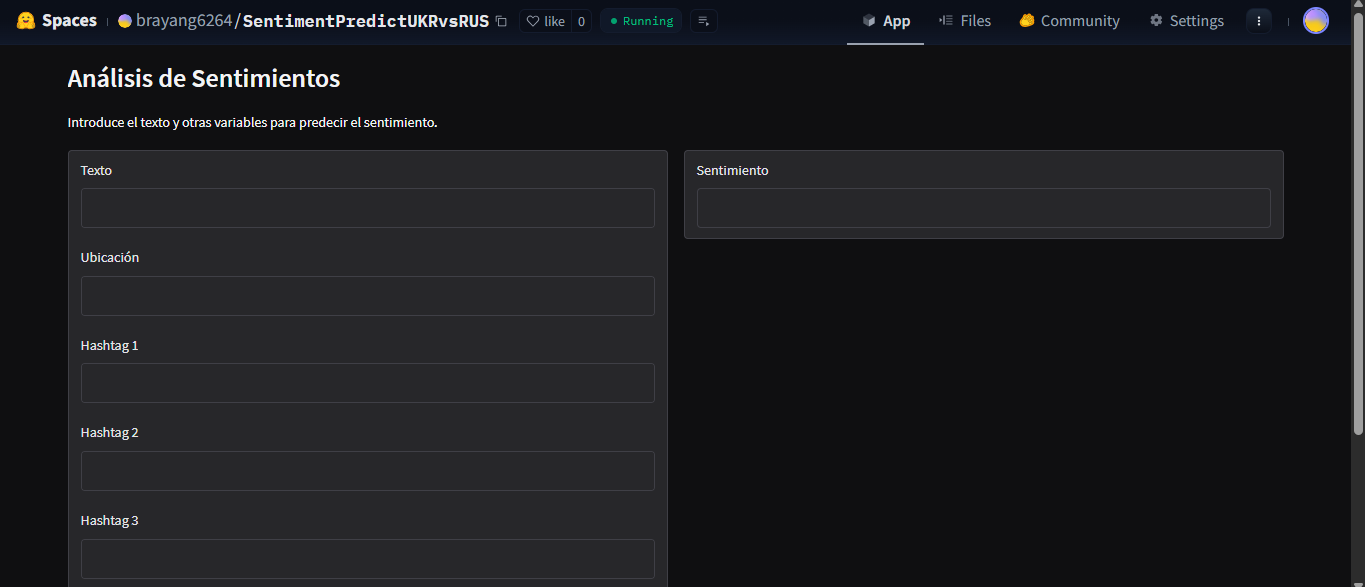 Spaces brayang6264/SentimentPredictUKRvsRUS like 0 Running App Files Community Settings
Análisis de Sentimientos
Introduce el texto y otras variables para predecir el sentimiento.
Texto
Ubicación
Hashtag 1
Hashtag 2
Hashtag 3
Sentimiento